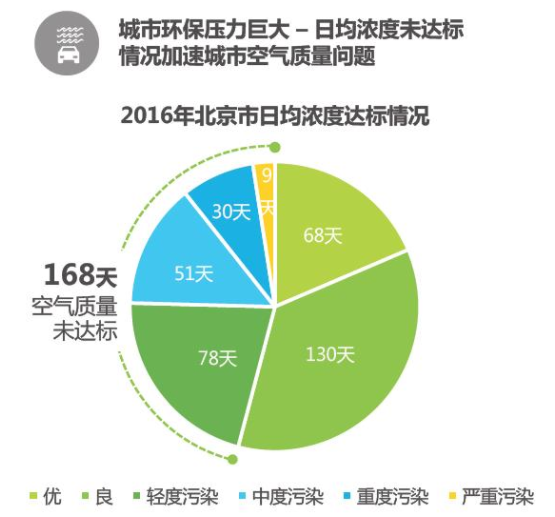 城市环保压力巨大 – 日均浓度未达标
情况加速城市空气质量问题
2016年北京市日均浓度达标情况
9
天
30天
68天
51天
168天
空气质量
未达标
78天
130天
优 良 轻度污染 中度污染 重度污染 严重污染